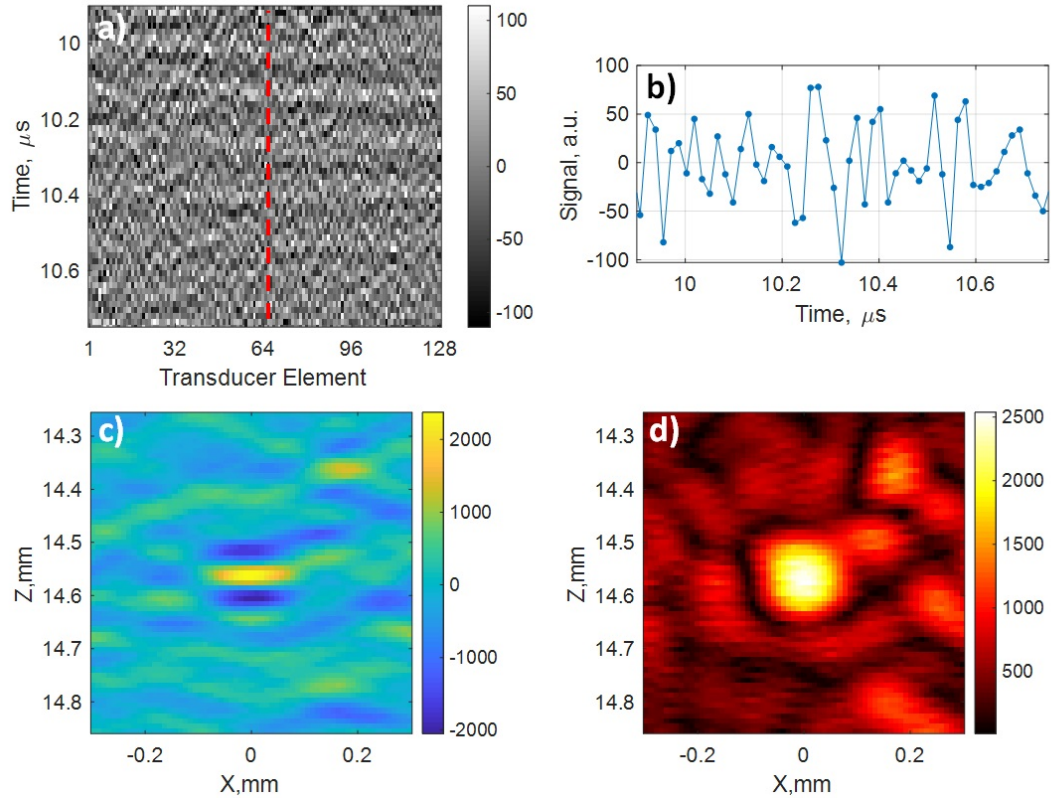 a)
10
10.2
10.4
10.6
Time, μs
1 32 64 96 128
Transducer Element
100
50
0
-50
-100
b)
100
50
0
-50
-100
Signal, a.u.
10 10.2 10.4 10.6
Time, μs
c)
14.3
14.4
14.5
14.6
14.7
14.8
Z,mm
-0.2 0 0.2
X,mm
2000
1000
0
-1000
-2000
d)
14.3
14.4
14.5
14.6
14.7
14.8
Z,mm
-0.2 0 0.2
X,mm
2500
2000
1500
1000
500